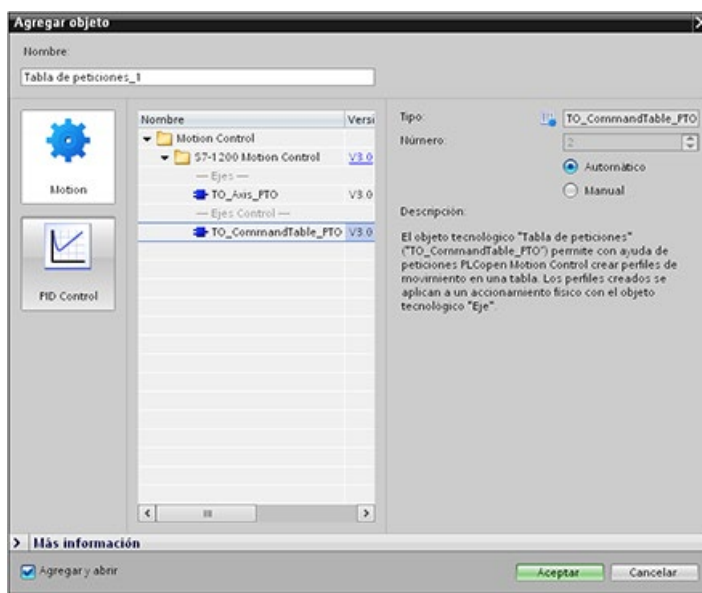 Agregar objeto
Nombre:
Tabla de peticiones_1
Motion
PID Control
Nombre Versi
Motion Control
S7-1200 Motion Control V3.0
— Ejes —
TO_Axis_PTO V3.0
— Ejes Control —
TO_CommandTable_PTO V3.0
Tipo: TO_CommandTable_PTO
Número: 2
Automático
Manual
Descripción:
El objeto tecnológico "Tabla de peticiones"
("TO_CommandTable_PTO") permite con ayuda de
peticiones PLCopen Motion Control crear perfiles de
movimiento en una tabla. Los perfiles creados se
aplican a un accionamiento físico con el objeto
tecnológico "Eje".
Más información
Agregar y abrir
Aceptar Cancelar